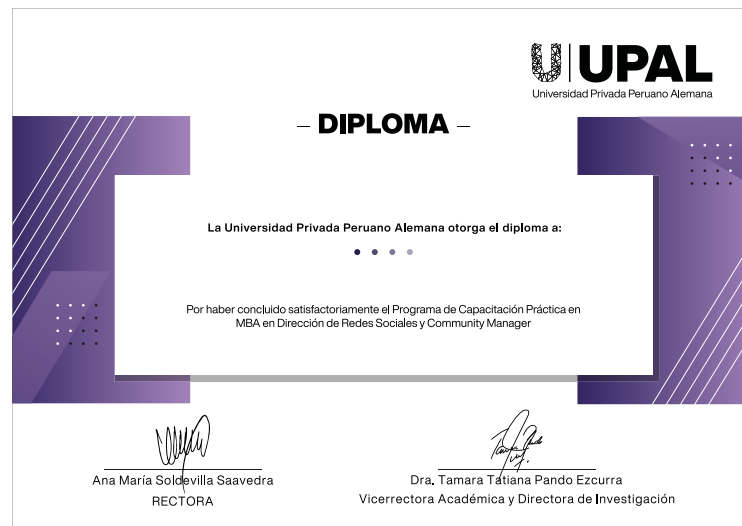 UPAL
Universidad Privada Peruano Alemana
– DIPLOMA –
La Universidad Privada Peruano Alemana otorga el diploma a:
Por haber concluido satisfactoriamente el Programa de Capacitación Práctica en
MBA en Dirección de Redes Sociales y Community Manager
Ana María Soldevilla Saavedra
RECTORA
Dra. Tamara Tatiana Pando Ezcurra
Vicerrectora Académica y Directora de Investigación